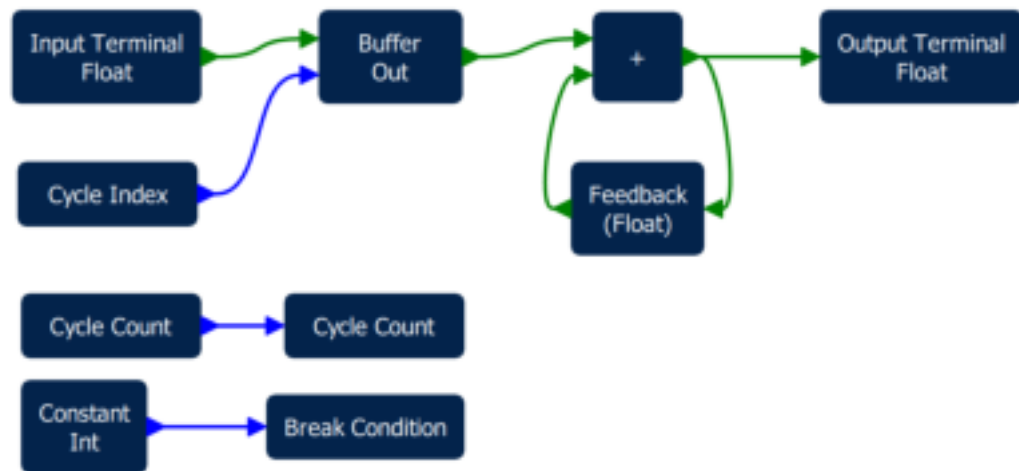 Input Terminal
Float
Buffer
Out
+
Output Terminal
Float
Cycle Index
Feedback
(Float)
Cycle Count
Cycle Count
Constant
Int
Break Condition